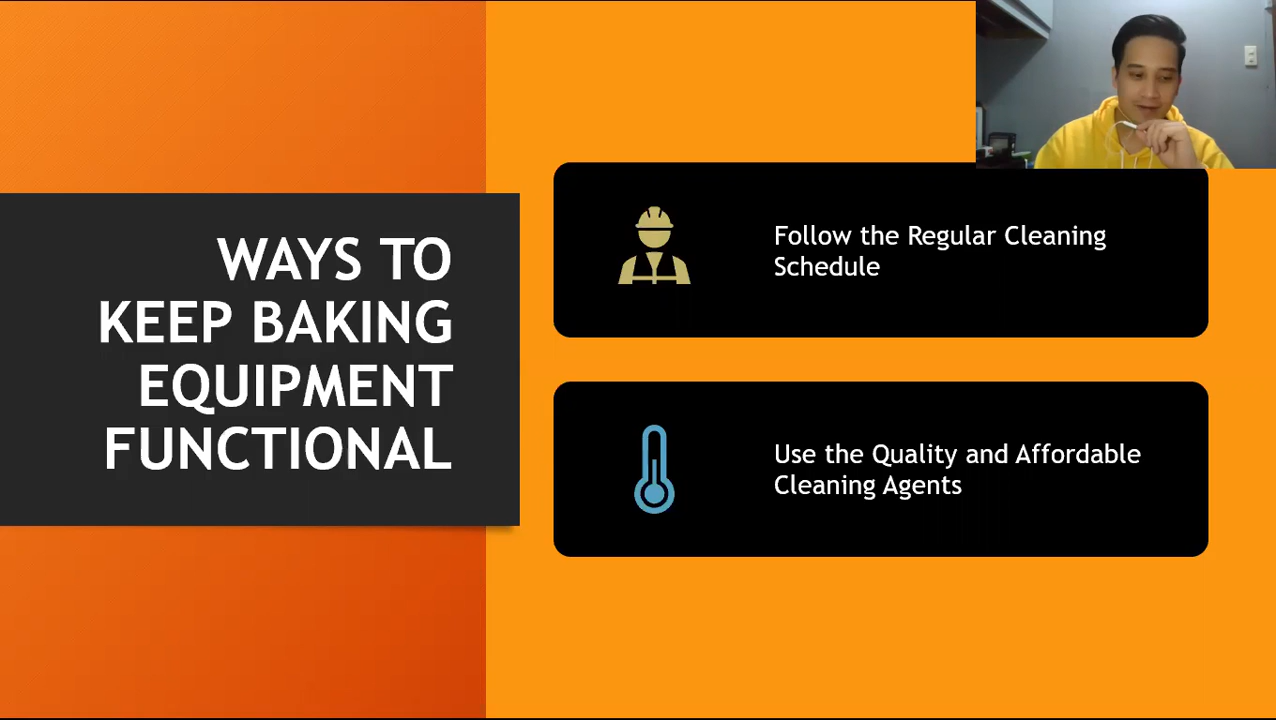 WAYS TO
KEEP BAKING
EQUIPMENT
FUNCTIONAL
Follow the Regular Cleaning
Schedule
Use the Quality and Affordable
Cleaning Agents